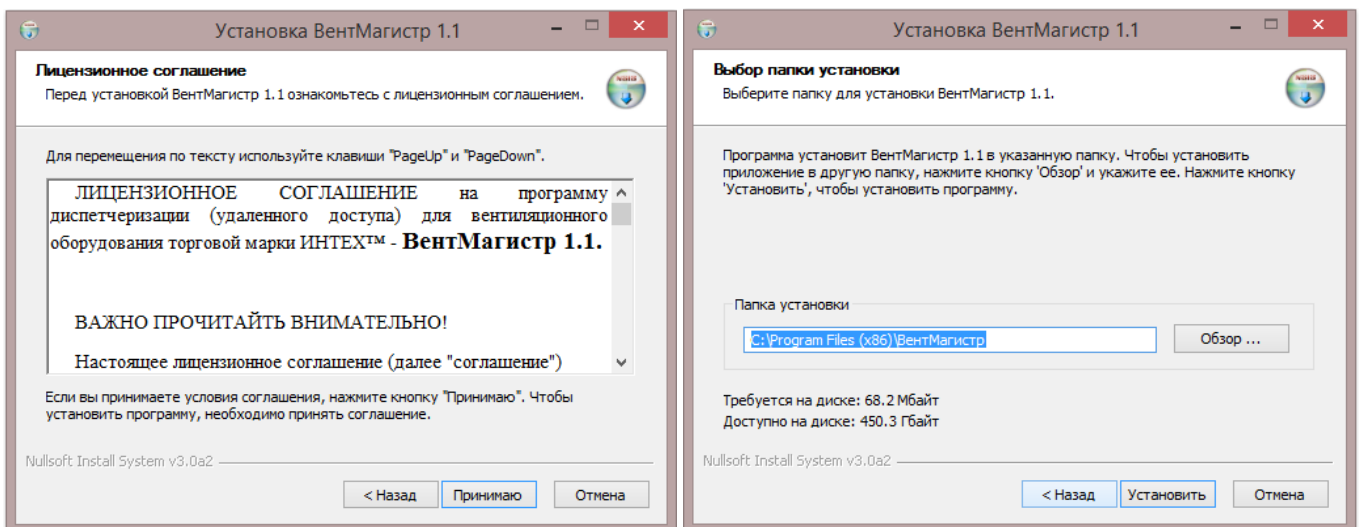 Установка ВентМагистр 1.1
Лицензионное соглашение
Перед установкой ВентМагистр 1.1 ознакомьтесь с лицензионным соглашением.
Для перемещения по тексту используйте клавиши "PageUp" и "PageDown".
ЛИЦЕНЗИОННОЕ СОГЛАШЕНИЕ на программу
диспетчеризации (удаленного доступа) для вентиляционного
оборудования торговой марки ИНТЕХ™ - ВентМагистр 1.1.
ВАЖНО ПРОЧИТАЙТЬ ВНИМАТЕЛЬНО!
Настоящее лицензионное соглашение (далее "соглашение")
Если вы принимаете условия соглашения, нажмите кнопку "Принимаю". Чтобы
установить программу, необходимо принять соглашение.
Nullsoft Install System v3.0a2
< Назад Принимаю Отмена
Установка ВентМагистр 1.1
Выбор папки установки
Выберите папку для установки ВентМагистр 1.1.
Программа установит ВентМагистр 1.1 в указанную папку. Чтобы установить
приложение в другую папку, нажмите кнопку 'Обзор' и укажите ее. Нажмите кнопку
'Установить', чтобы установить программу.
Папка установки
C:\Program Files (x86)\ВентМагистр
Обзор ...
Требуется на диске: 68.2 Мбайт
Доступно на диске: 450.3 Гбайт
Nullsoft Install System v3.0a2
< Назад Установить Отмена